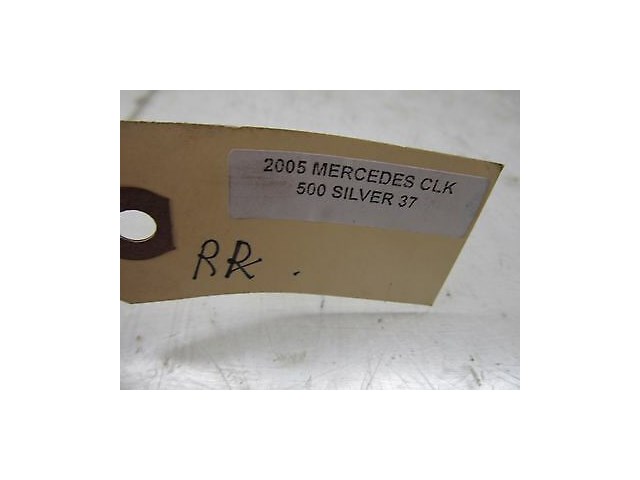 2005 MERCEDES CLK
500 SILVER 37
RR